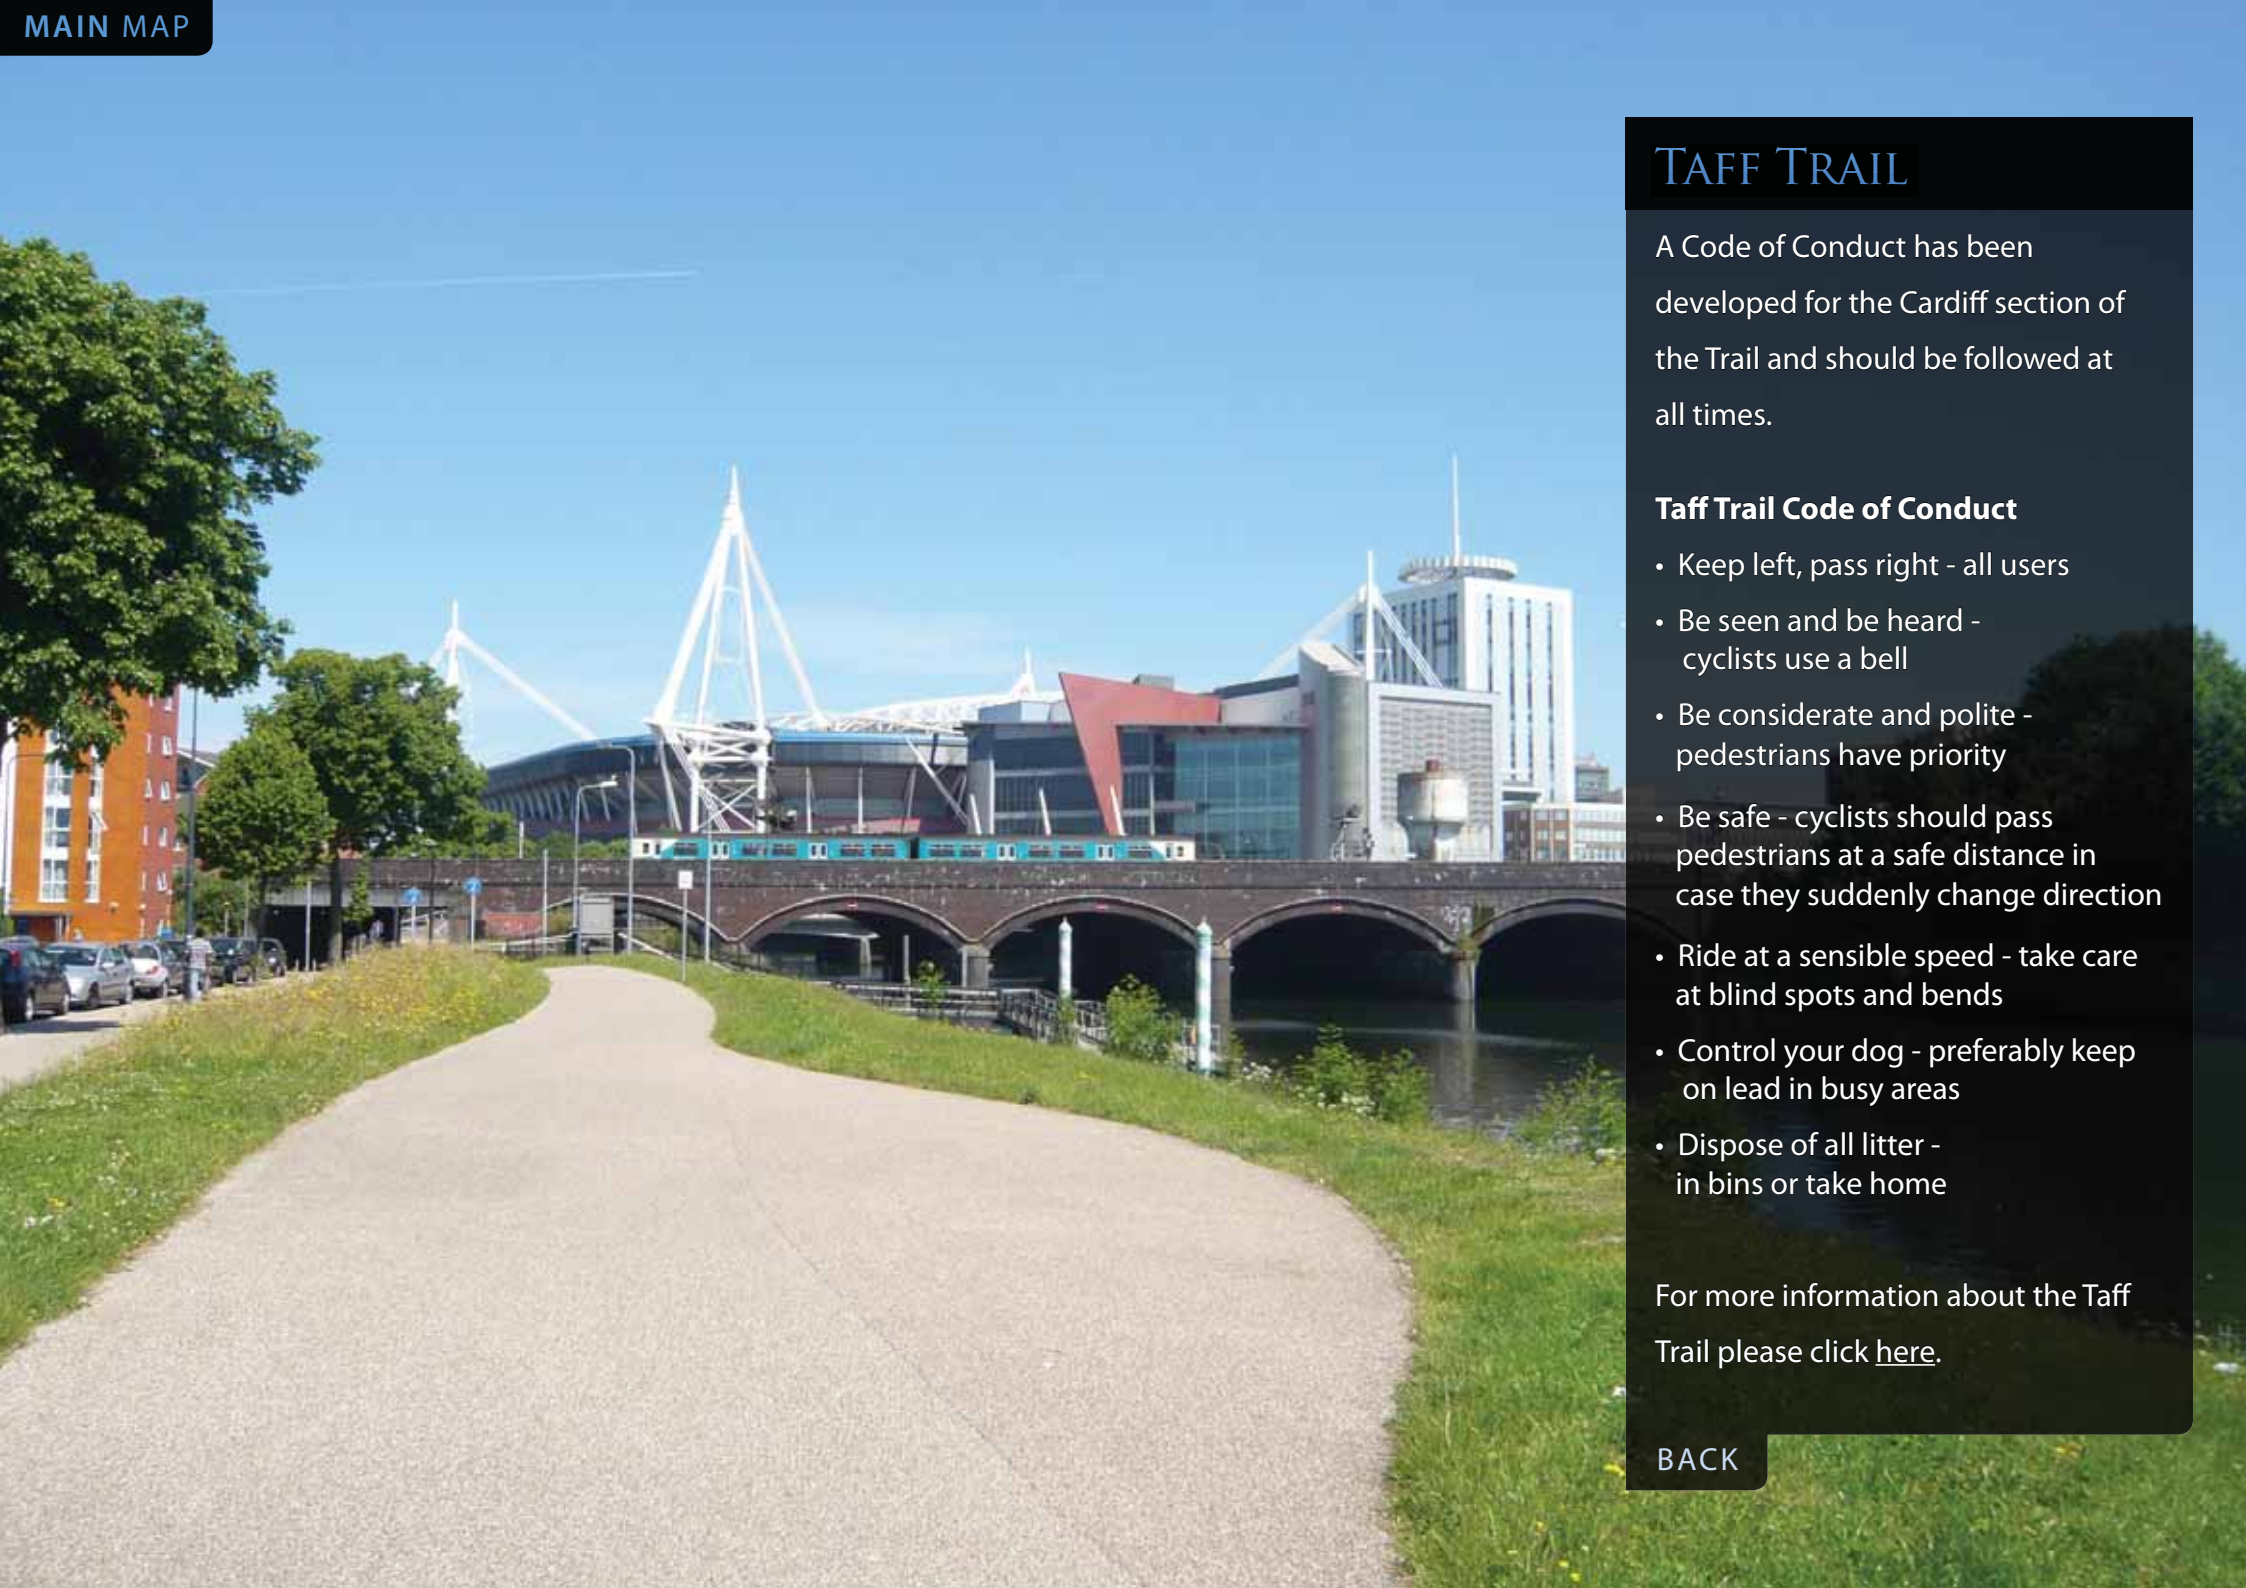 MAIN MAP
TAFF TRAIL
A Code of Conduct has been
developed for the Cardiff section of
the Trail and should be followed at
all times.
Taff Trail Code of Conduct
• Keep left, pass right - all users
• Be seen and be heard -
cyclists use a bell
• Be considerate and polite -
pedestrians have priority
• Be safe - cyclists should pass
pedestrians at a safe distance in
case they suddenly change direction
• Ride at a sensible speed - take care
at blind spots and bends
• Control your dog - preferably keep
on lead in busy areas
• Dispose of all litter -
in bins or take home
For more information about the Taff
Trail please click here.
BACK